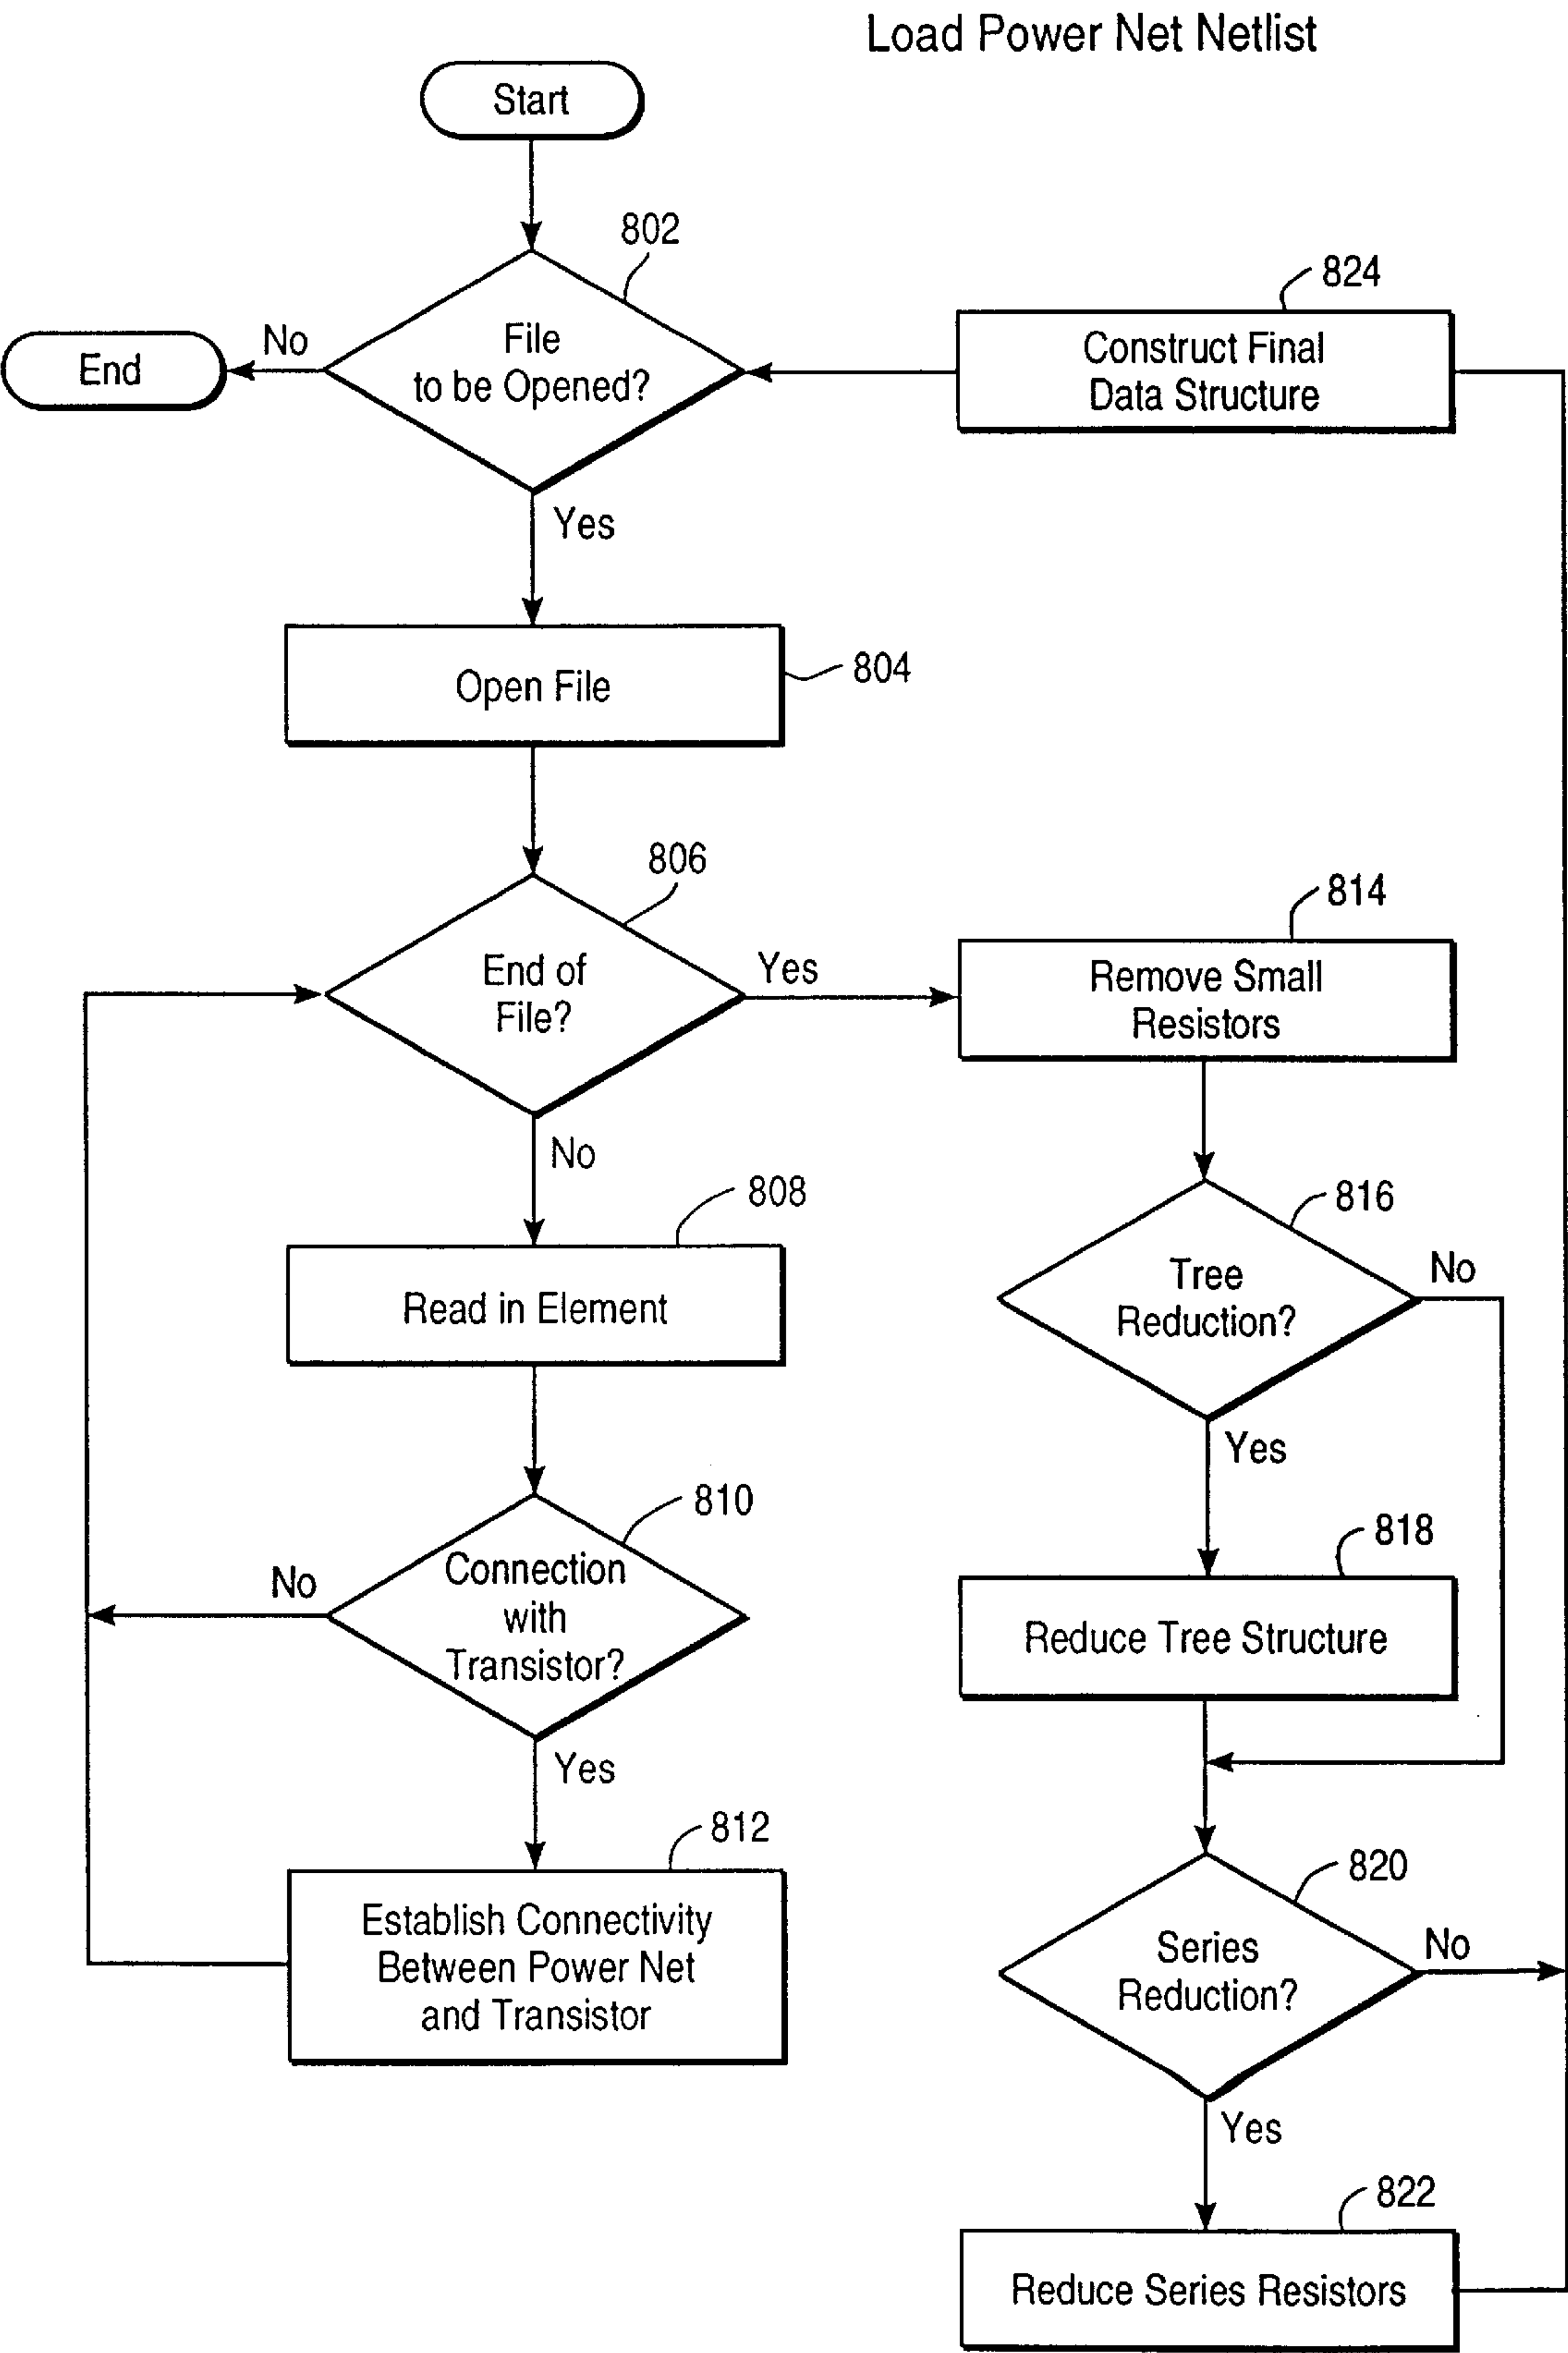 Load Power Net Netlist
Start
802
File
to be Opened?
No
End
Yes
824
Construct Final
Data Structure
Open File
804
806
End of
File?
Yes
No
808
Read in Element
810
Connection
with
Transistor?
No
Yes
812
Establish Connectivity
Between Power Net
and Transistor
814
Remove Small
Resistors
816
Tree
Reduction?
No
Yes
818
Reduce Tree Structure
820
Series
Reduction?
No
Yes
822
Reduce Series Resistors